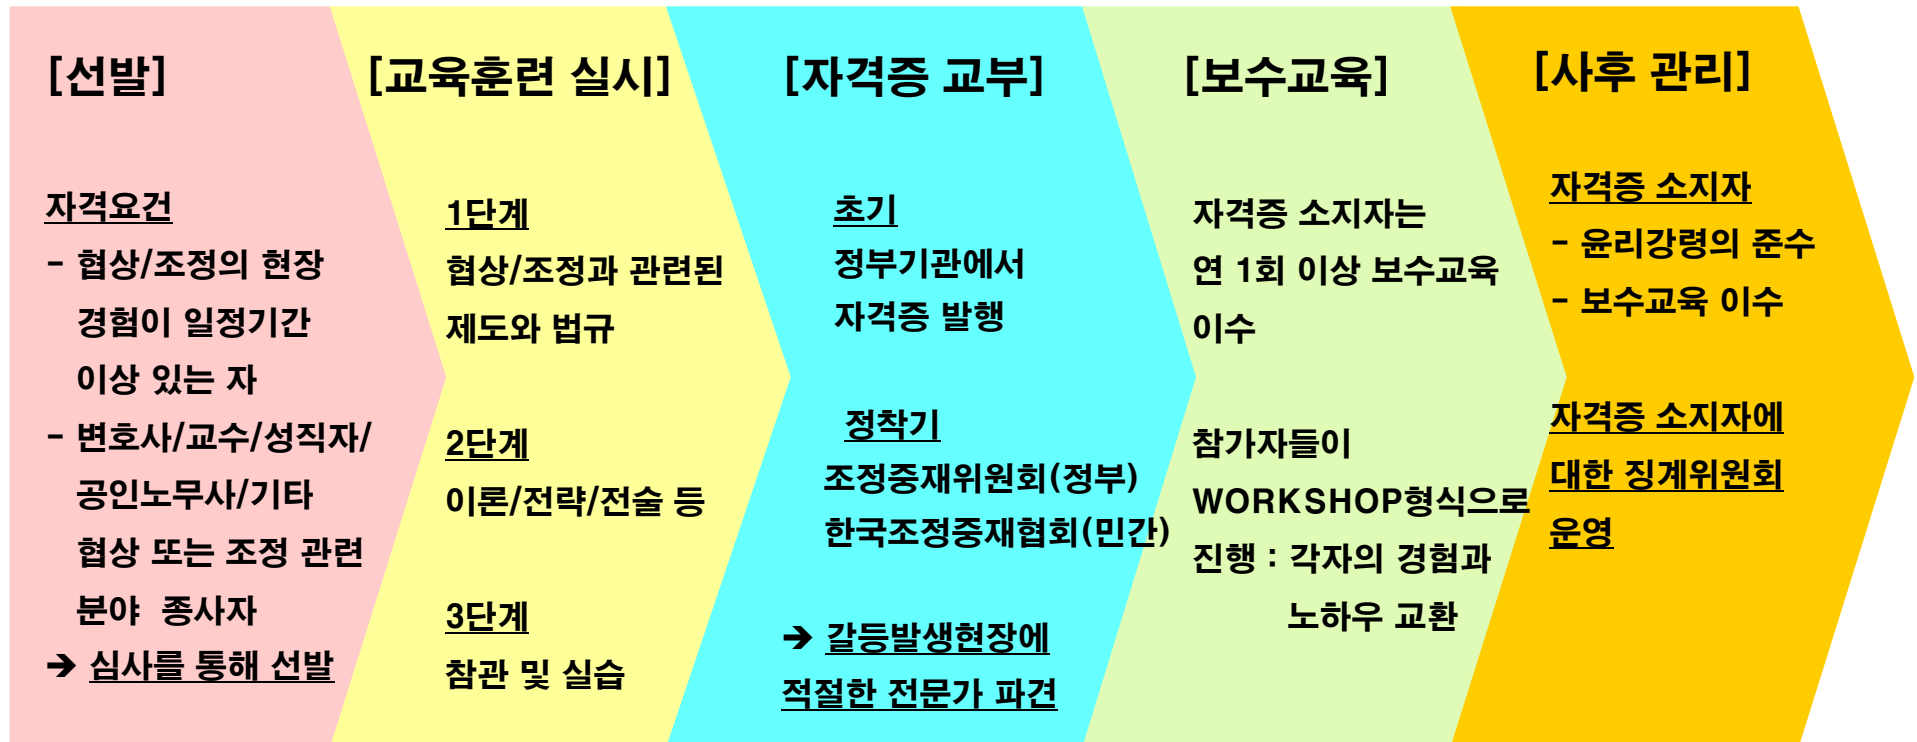 [선발]
자격요건
- 협상/조정의 현장
경험이 일정기간
이상 있는 자
- 변호사/교수/성직자/
공인노무사/기타
협상 또는 조정 관련
분야 종사자
➔ 심사를 통해 선발
[교육훈련 실시]
1단계
협상/조정과 관련된
제도와 법규
2단계
이론/전략/전술 등
3단계
참관 및 실습
[자격증 교부]
초기
정부기관에서
자격증 발행
정착기
조정중재위원회(정부)
한국조정중재협회(민간)
➔ 갈등발생현장에
적절한 전문가 파견
[보수교육]
자격증 소지자는
연 1회 이상 보수교육
이수
참가자들이
WORKSHOP형식으로
진행 : 각자의 경험과
노하우 교환
[사후 관리]
자격증 소지자
- 윤리강령의 준수
- 보수교육 이수
자격증 소지자에
대한 징계위원회
운영